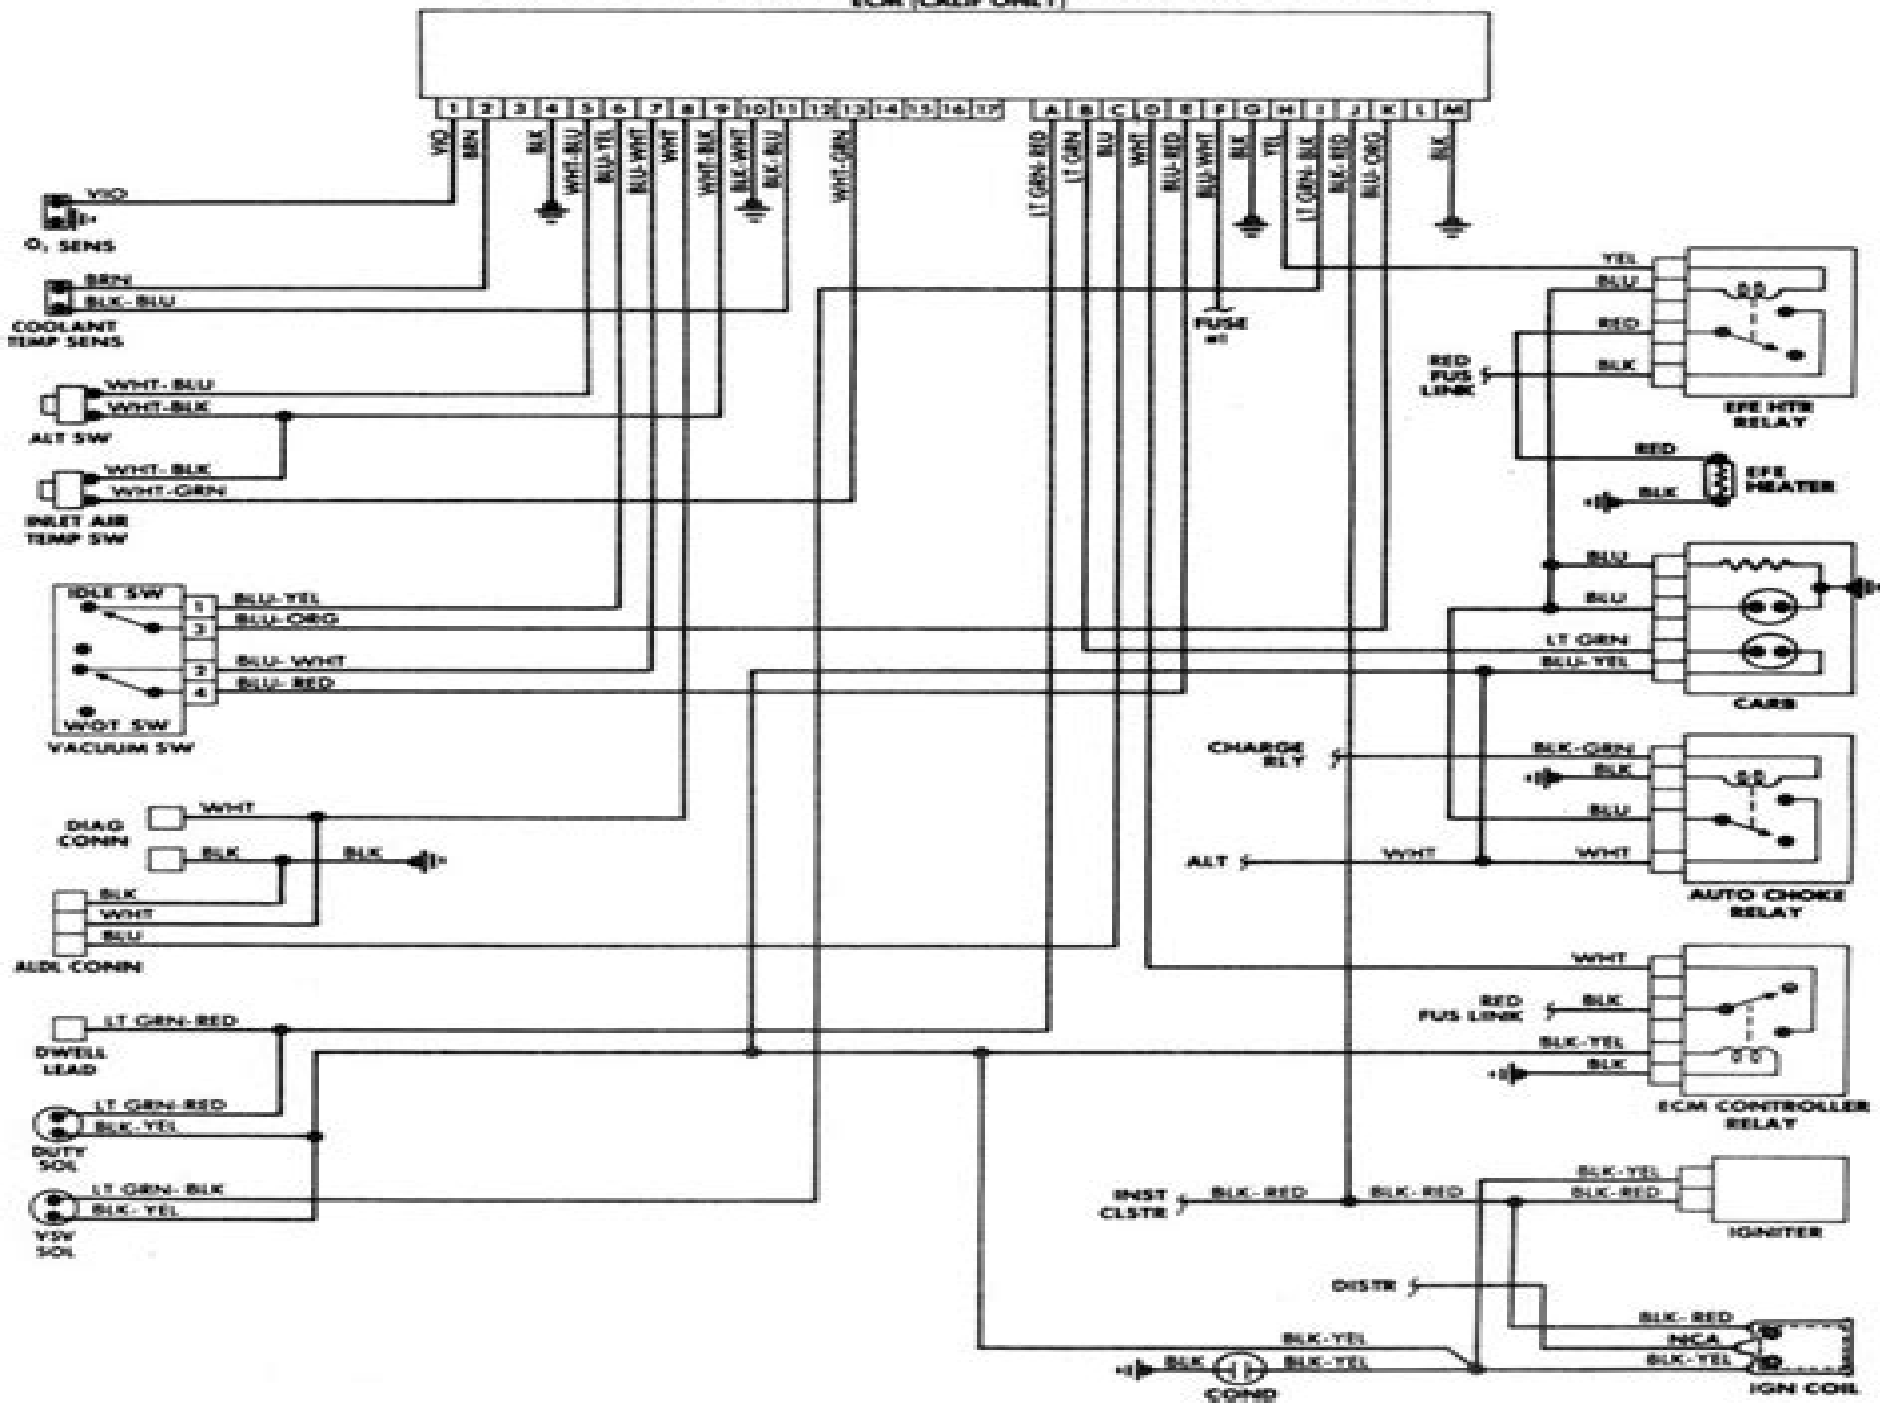 ECM (CALIF ONLY)
1 2 3 4 5 6 7 8 9 10 11 12 13 14 15 16 17 A B C D E F G H I J K L M
VIO
BRN
BLK
WHT-BLU
BLU-YEL
BLU-WHT
WHT
WHT-BLK
BLK-WHT
BLK-BLU
WHT-GRN
LT GRN-RED
LT GRN
BLU
WHT
BLU-RED
BLU-WHT
BLK
YEL
LT GRN-BLK
BLK-RED
BLU-ORG
BLK
VIO
O2 SENS
BRN
BLK-BLU
COOLANT
TEMP SENS
WHT-BLU
WHT-BLK
ALT SW
WHT-BLK
WHT-GRN
INLET AIR
TEMP SW
IDLE SW
1 BLU-YEL
3 BLU-ORG
2 BLU-WHT
4 BLU-RED
WOT SW
VACUUM SW
WHT
DIAG
CONN
BLK BLK
BLK
WHT
BLU
ALDL CONN
LT GRN-RED
DWELL
LEAD
LT GRN-RED
BLK-YEL
DUTY
SOL
LT GRN-BLK
BLK-YEL
VSV
SOL
FUSE
YEL
BLU
RED
BLK
RED
FUS
LINK
EFE HTR
RELAY
RED
EFE
HEATER
BLK
BLU
BLU
LT GRN
BLU-YEL
CARB
CHARGE
RLY
BLK-GRN
BLK
BLU
ALT WHT WHT
AUTO CHOKE
RELAY
WHT
RED
FUS LINK
BLK
BLK-YEL
BLK
ECM CONTROLLER
RELAY
BLK-YEL
INST
CLSTR
BLK-RED BLK-RED BLK-RED
IGNITER
DISTR
BLK-RED
NCA
BLK-YEL
BLK-YEL
BLK BLK-YEL
COND
IGN COIL